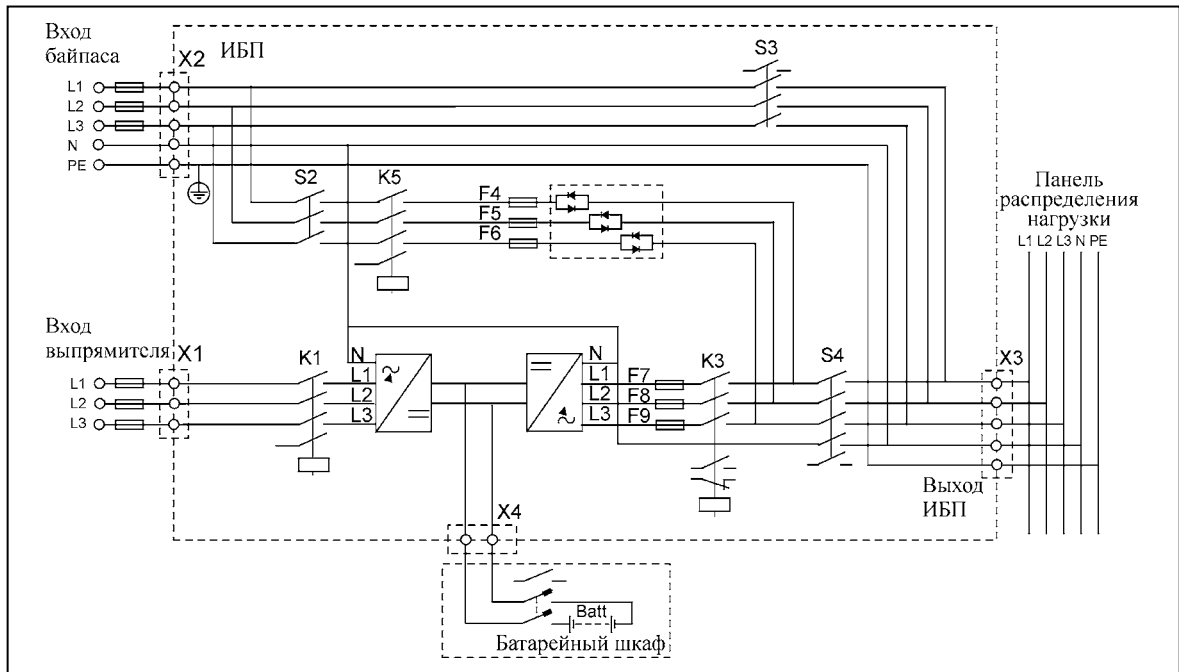 Вход
байпаса
X2
ИБП
S3
L1
L2
L3
N
PE
S2
K5
F4
F5
F6
Панель
распределения
нагрузки
L1 L2 L3 N PE
Вход
выпрямителя
X1
K1
N
L1
L2
L3
N
L1
L2
L3
F7
F8
F9
K3
S4
X3
L1
L2
L3
Выход
ИБП
X4
Batt
Батарейный шкаф